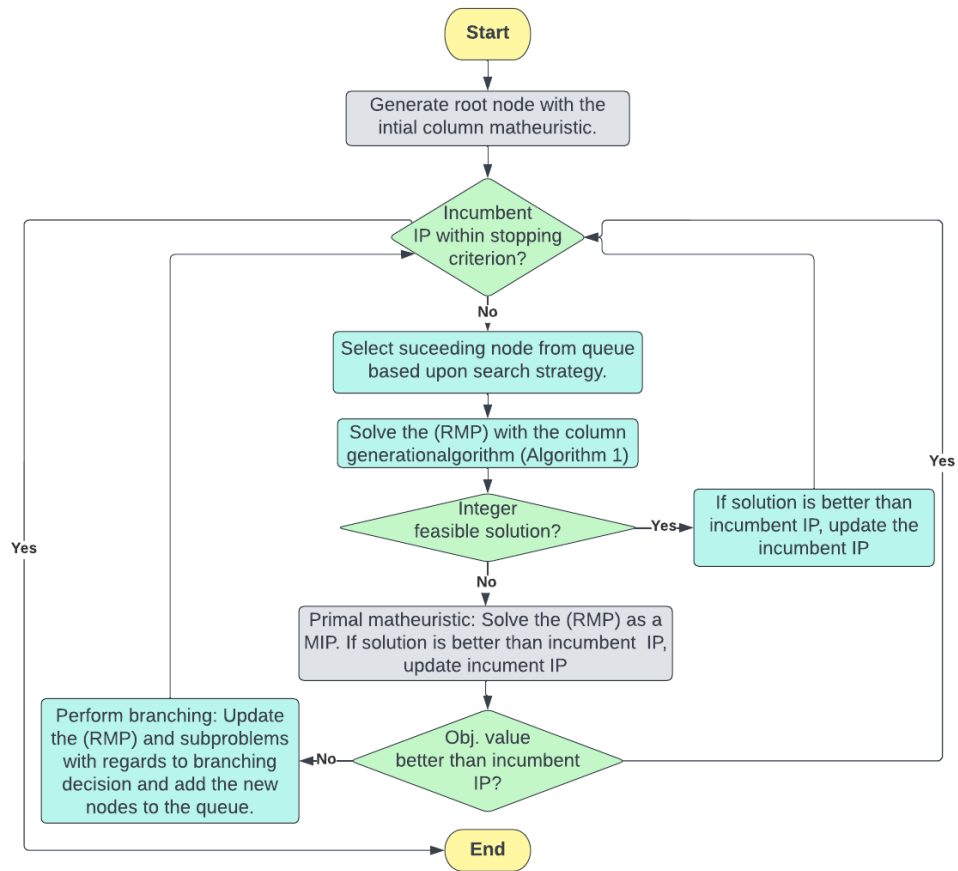 Start
Generate root node with the
intial column matheuristic.
Incumbent
IP within stopping
criterion?
No
Select suceeding node from queue
based upon search strategy.
Solve the (RMP) with the column
generationalgorithm (Algorithm 1)
Integer
feasible solution?
Yes
If solution is better than
incumbent IP, update the
incumbent IP
Yes
Yes
No
Primal matheuristic: Solve the (RMP) as a
MIP. If solution is better than incumbent IP,
update incument IP
Obj. value
better than incumbent
IP?
No
Perform branching: Update
the (RMP) and subproblems
with regards to branching
decision and add the new
nodes to the queue.
End